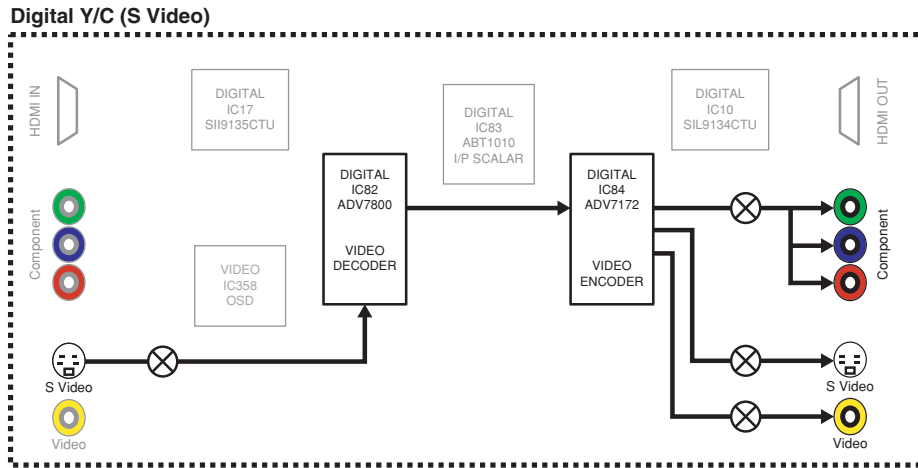 Digital Y/C (S Video)
HDMI IN
DIGITAL
IC17
SII9135CTU
DIGITAL
IC83
ABT1010
I/P SCALAR
DIGITAL
IC10
SIL9134CTU
HDMI OUT
Component
DIGITAL
IC82
ADV7800
VIDEO
DECODER
DIGITAL
IC84
ADV7172
VIDEO
ENCODER
Component
VIDEO
IC358
OSD
S Video
Video
S Video
Video